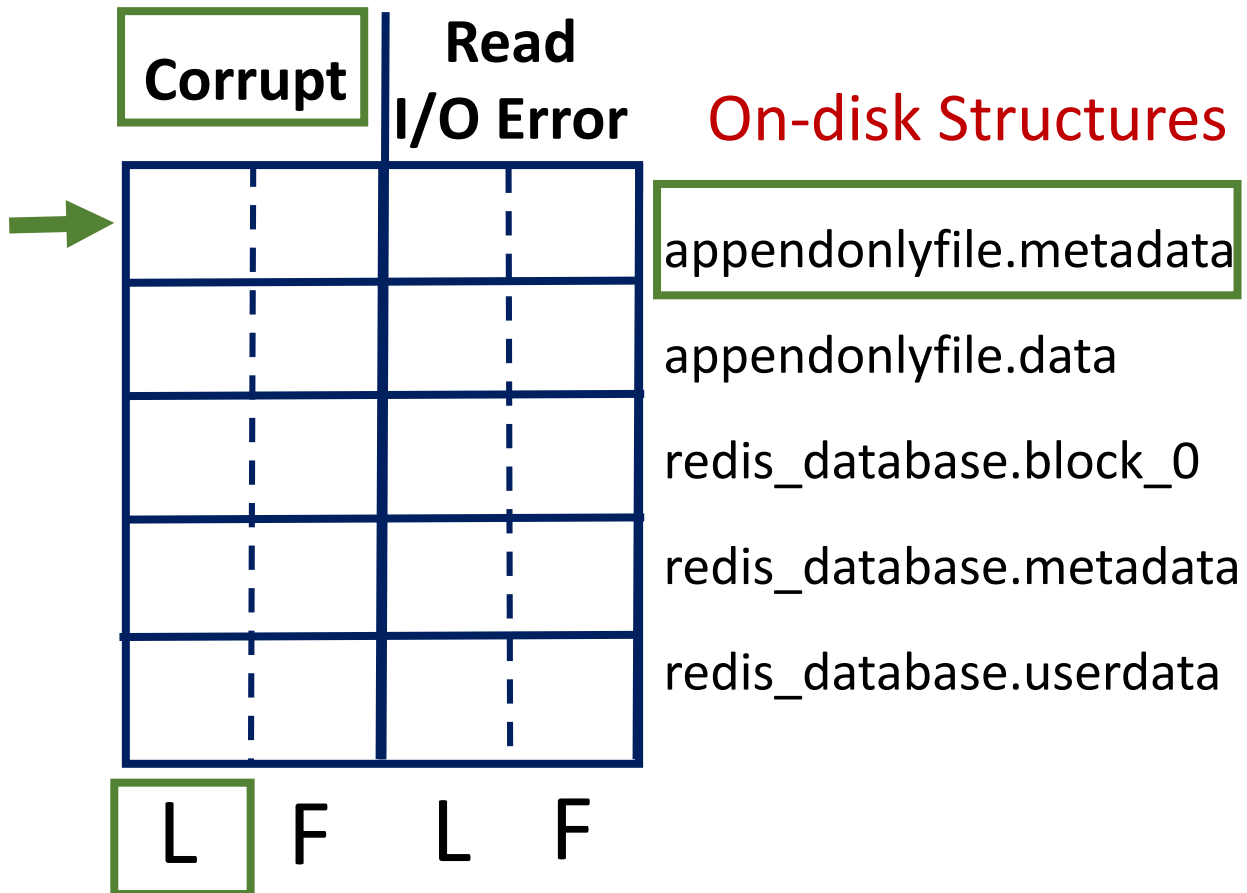 Corrupt
Read
I/O Error
On-disk Structures
appendonlyfile.metadata
appendonlyfile.data
redis_database.block_0
redis_database.metadata
redis_database.userdata
L F L F